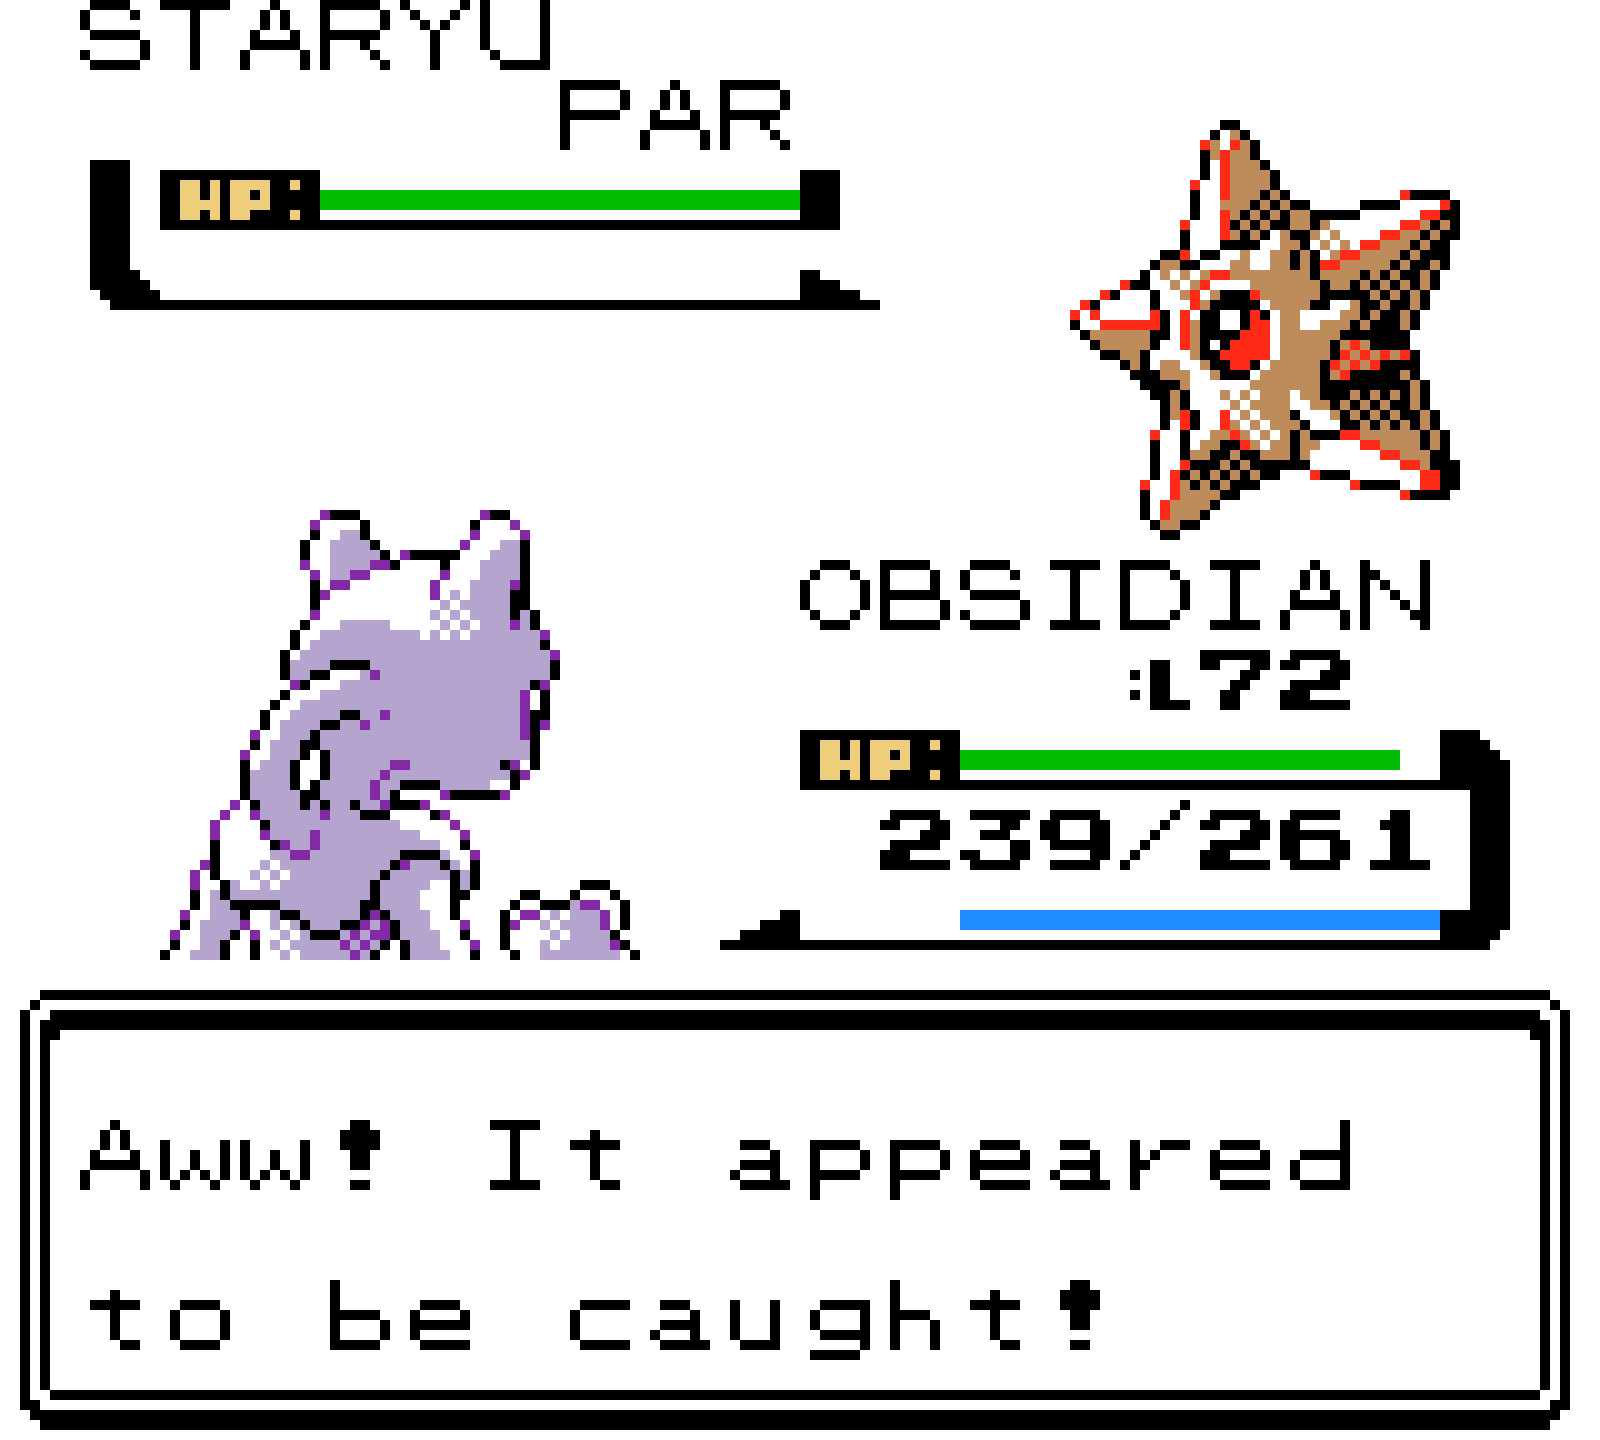 STARYU
PAR
HP:
OBSIDIAN
:L72
HP:
239/261
Aww! It appeared
to be caught!